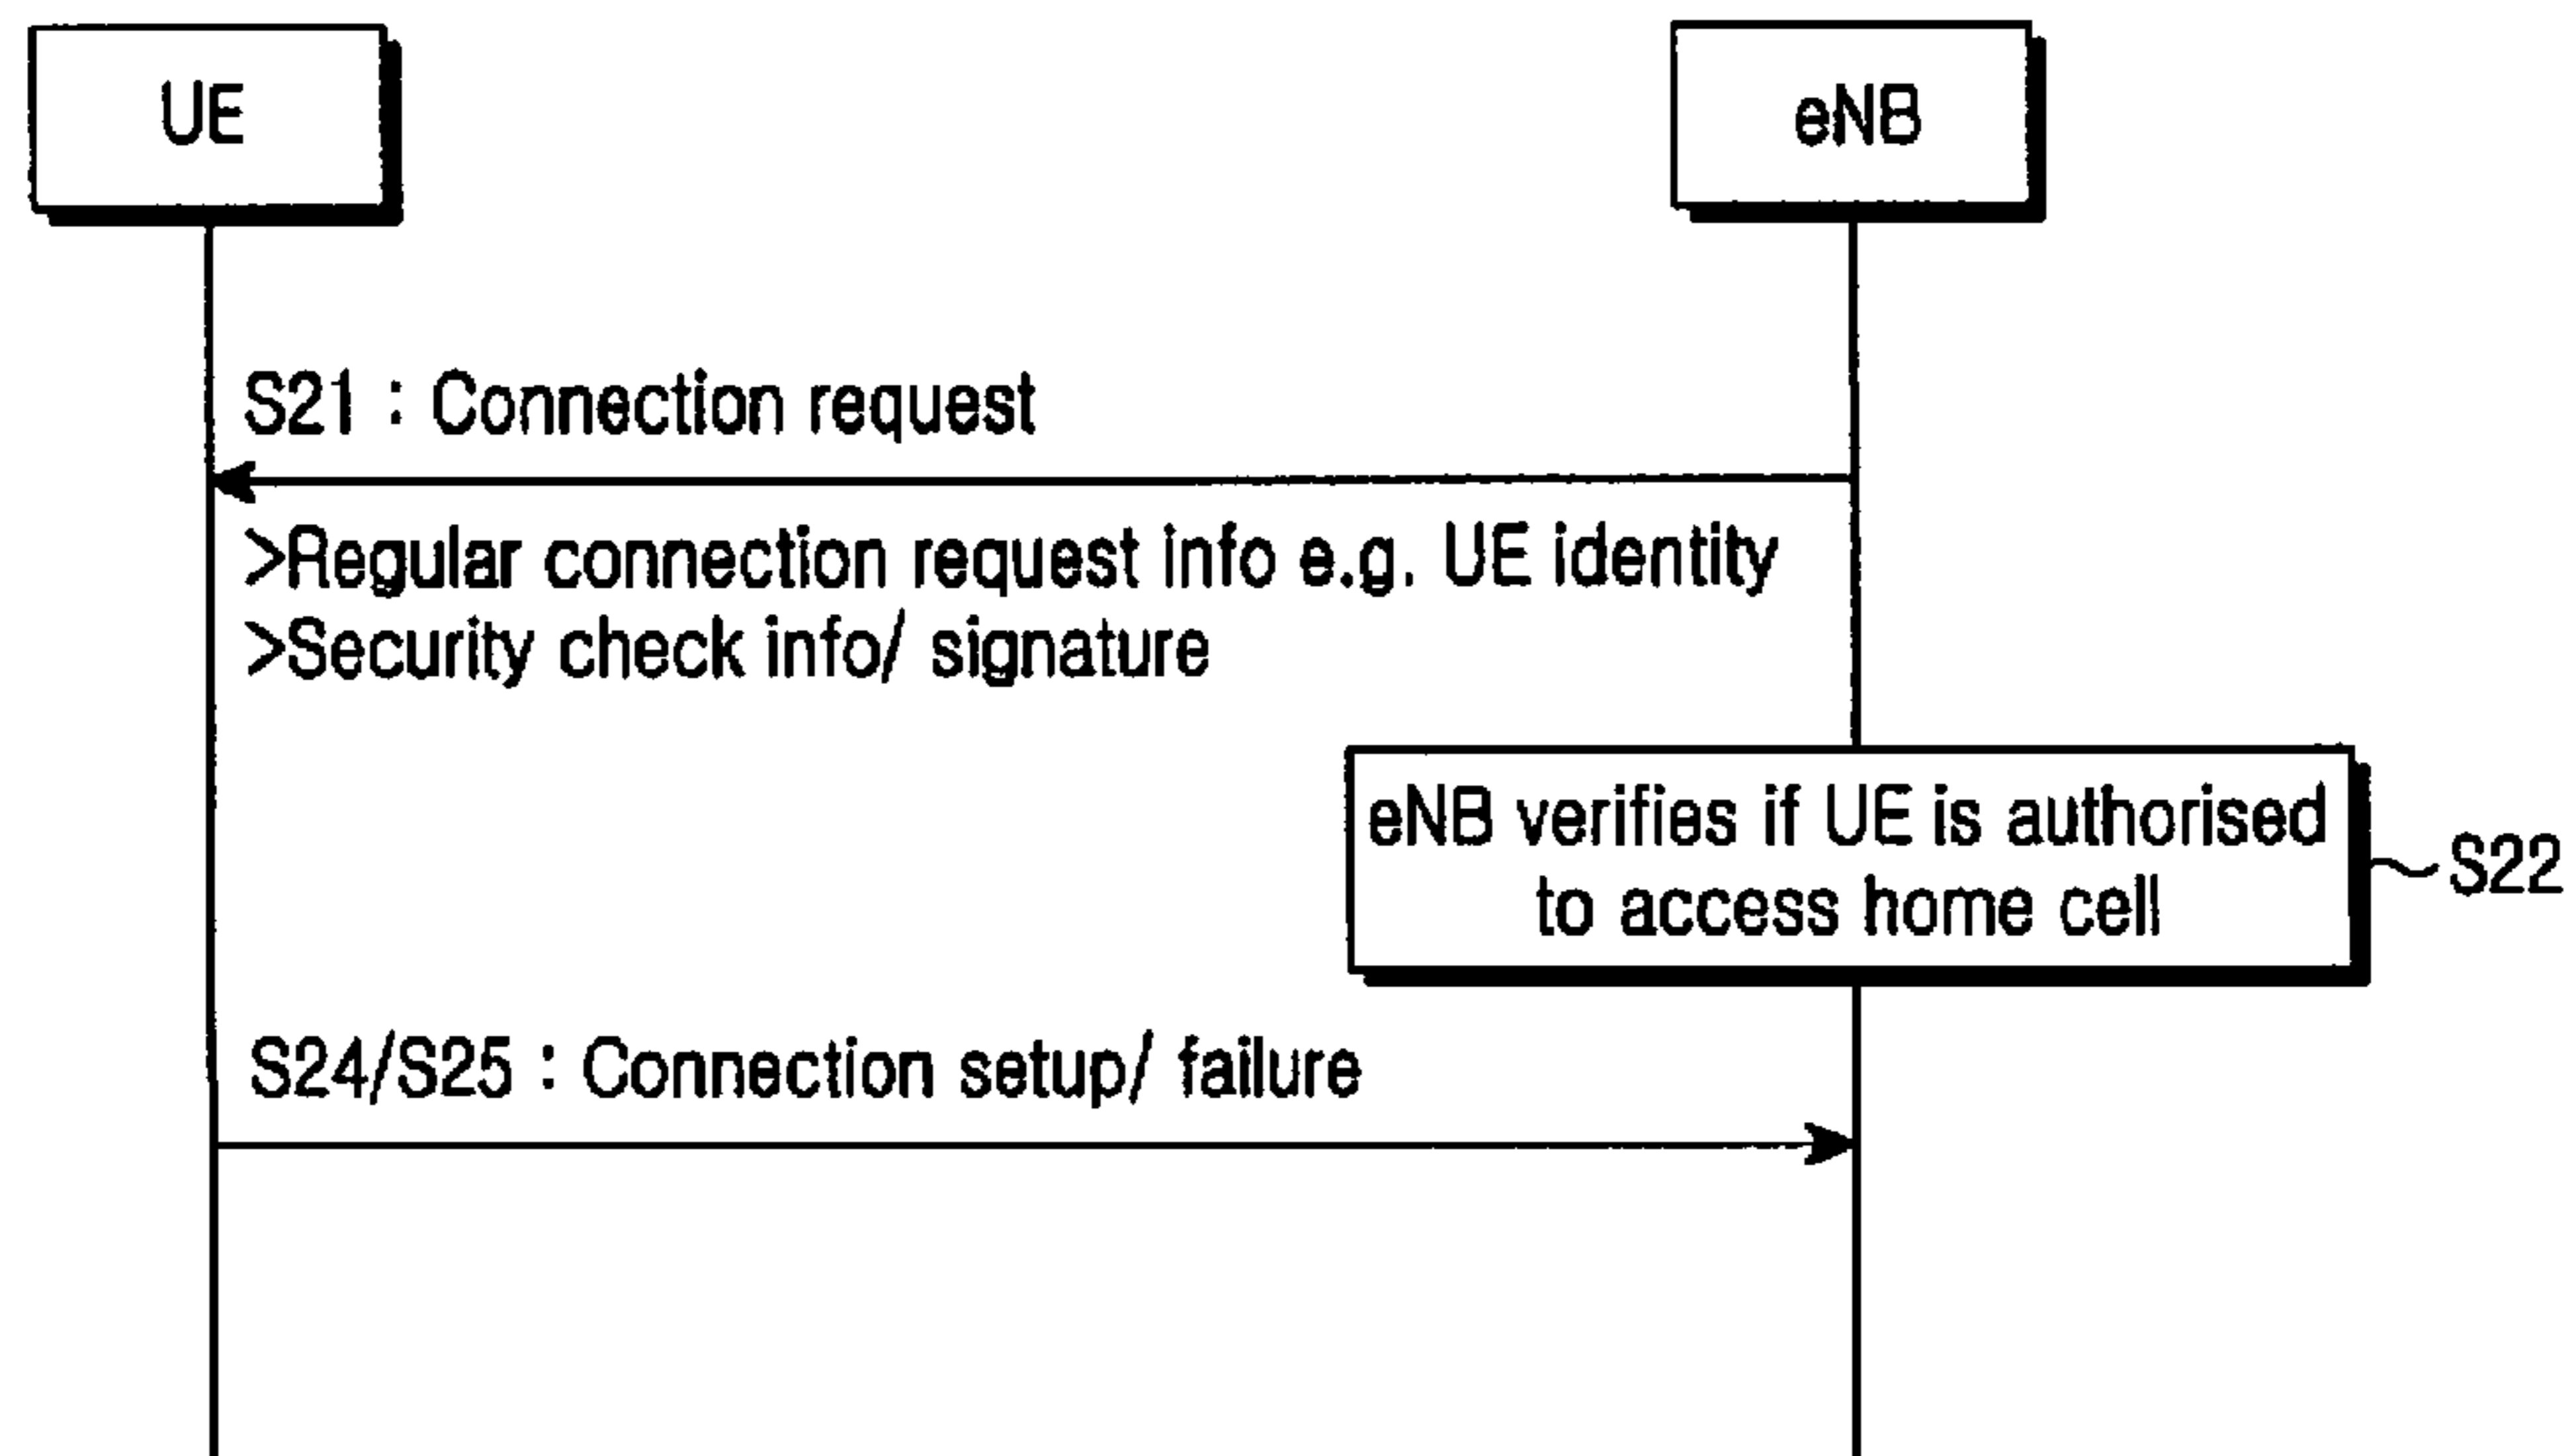 UE
eNB
S21 : Connection request
>Regular connection request info e.g. UE identity
>Security check info/ signature
eNB verifies if UE is authorised
to access home cell
S22
S24/S25 : Connection setup/ failure